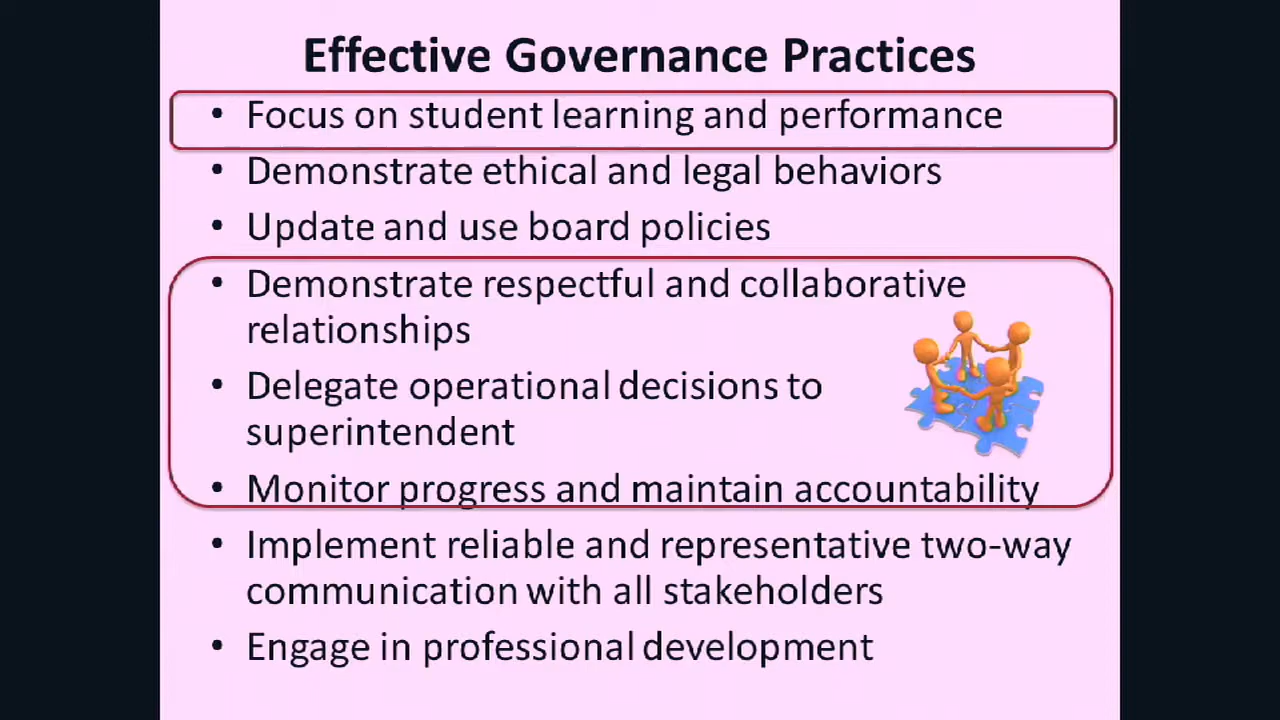 Effective Governance Practices
• Focus on student learning and performance
• Demonstrate ethical and legal behaviors
• Update and use board policies
• Demonstrate respectful and collaborative
relationships
• Delegate operational decisions to
superintendent
• Monitor progress and maintain accountability
• Implement reliable and representative two-way
communication with all stakeholders
• Engage in professional development